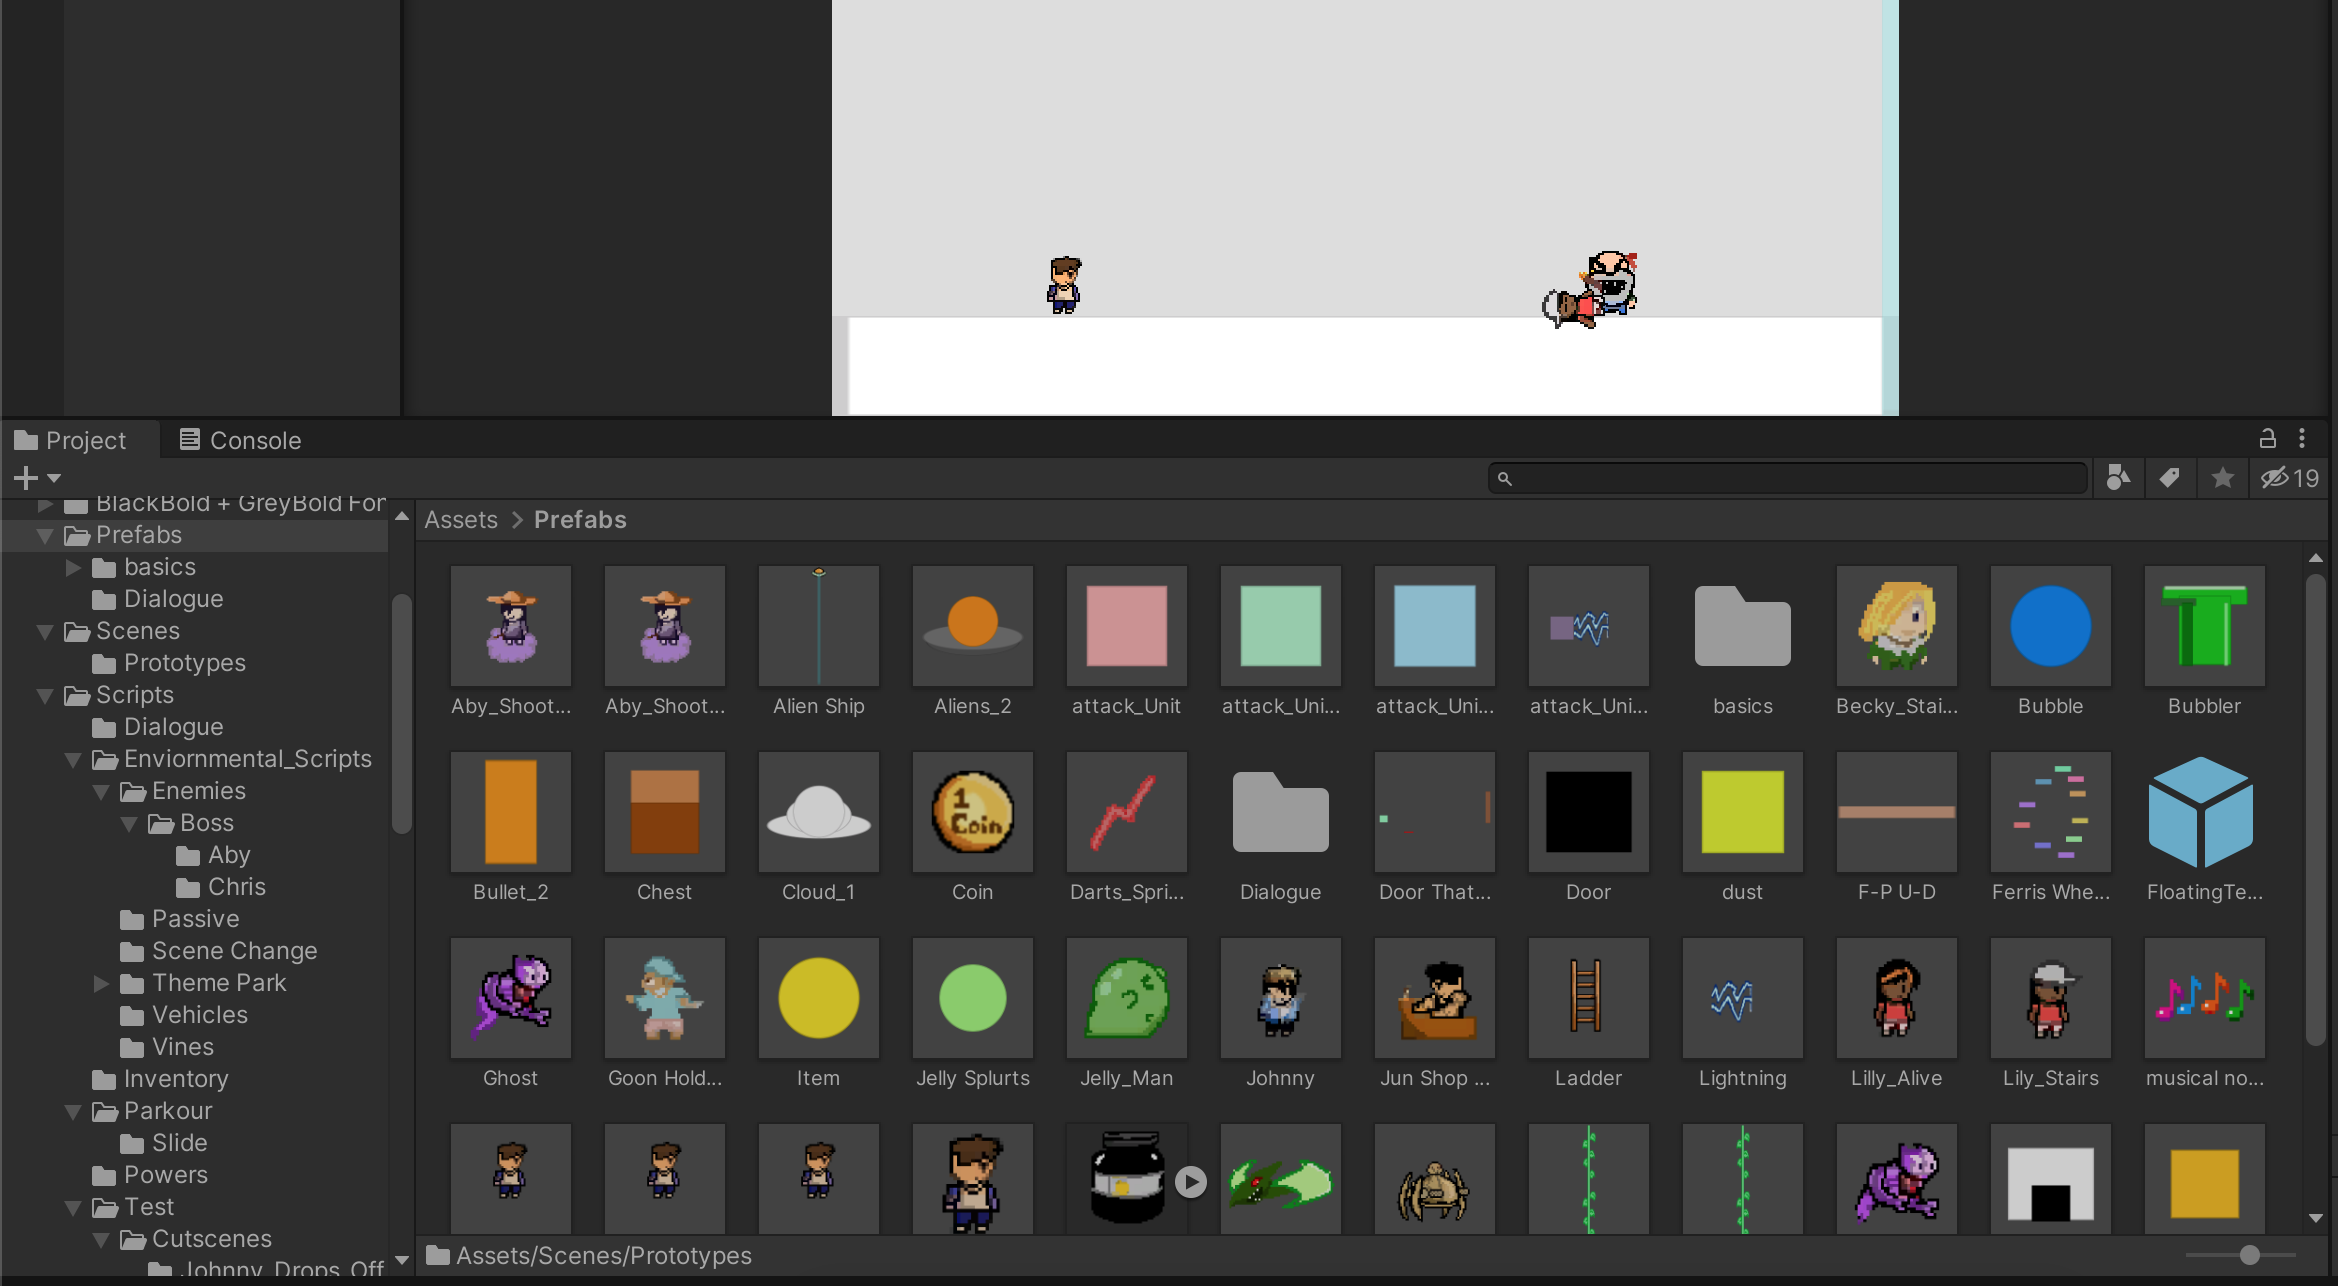 Project Console
19
BlackBold + GreyBold For
Prefabs
basics
Dialogue
Scenes
Prototypes
Scripts
Dialogue
Enviornmental_Scripts
Enemies
Boss
Aby
Chris
Passive
Scene Change
Theme Park
Vehicles
Vines
Inventory
Parkour
Slide
Powers
Test
Cutscenes
Johnny_Drops_Off
Assets > Prefabs
Aby_Shoot... Aby_Shoot... Alien Ship Aliens_2 attack_Unit attack_Uni... attack_Uni... attack_Uni... basics Becky_Stai... Bubble Bubbler
1
Coin
Bullet_2 Chest Cloud_1 Coin Darts_Spri... Dialogue Door That... Door dust F-P U-D Ferris Whe... FloatingTe...
Ghost Goon Hold... Item Jelly Splurts Jelly_Man Johnny Jun Shop ... Ladder Lightning Lilly_Alive Lily_Stairs musical no...
Assets/Scenes/Prototypes